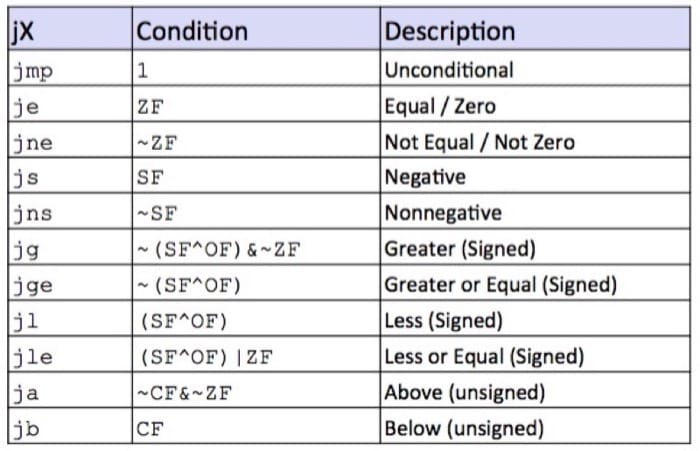 jX Condition Description
jmp 1 Unconditional
je ZF Equal / Zero
jne ~ZF Not Equal / Not Zero
js SF Negative
jns ~SF Nonnegative
jg ~(SF^OF)&~ZF Greater (Signed)
jge ~(SF^OF) Greater or Equal (Signed)
jl (SF^OF) Less (Signed)
jle (SF^OF)|ZF Less or Equal (Signed)
ja ~CF&~ZF Above (unsigned)
jb CF Below (unsigned)